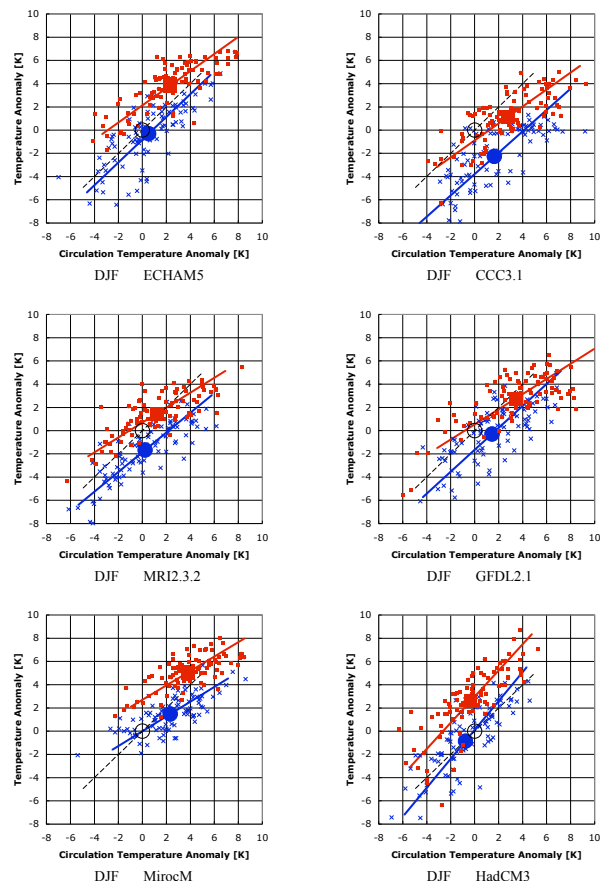 10
8
6
4
2
0
-2
-4
-6
-8
Temperature Anomaly [K]
-8 -6 -4 -2 0 2 4 6 8 10
Circulation Temperature Anomaly [K]
DJF ECHAM5
10
8
6
4
2
0
-2
-4
-6
-8
Temperature Anomaly [K]
-8 -6 -4 -2 0 2 4 6 8 10
Circulation Temperature Anomaly [K]
DJF CCC3.1
10
8
6
4
2
0
-2
-4
-6
-8
Temperature Anomaly [K]
-8 -6 -4 -2 0 2 4 6 8 10
Circulation Temperature Anomaly [K]
DJF MRI2.3.2
10
8
6
4
2
0
-2
-4
-6
-8
Temperature Anomaly [K]
-8 -6 -4 -2 0 2 4 6 8 10
Circulation Temperature Anomaly [K]
DJF GFDL2.1
10
8
6
4
2
0
-2
-4
-6
-8
Temperature Anomaly [K]
-8 -6 -4 -2 0 2 4 6 8 10
Circulation Temperature Anomaly [K]
DJF MirocM
10
8
6
4
2
0
-2
-4
-6
-8
Temperature Anomaly [K]
-8 -6 -4 -2 0 2 4 6 8 10
Circulation Temperature Anomaly [K]
DJF HadCM3